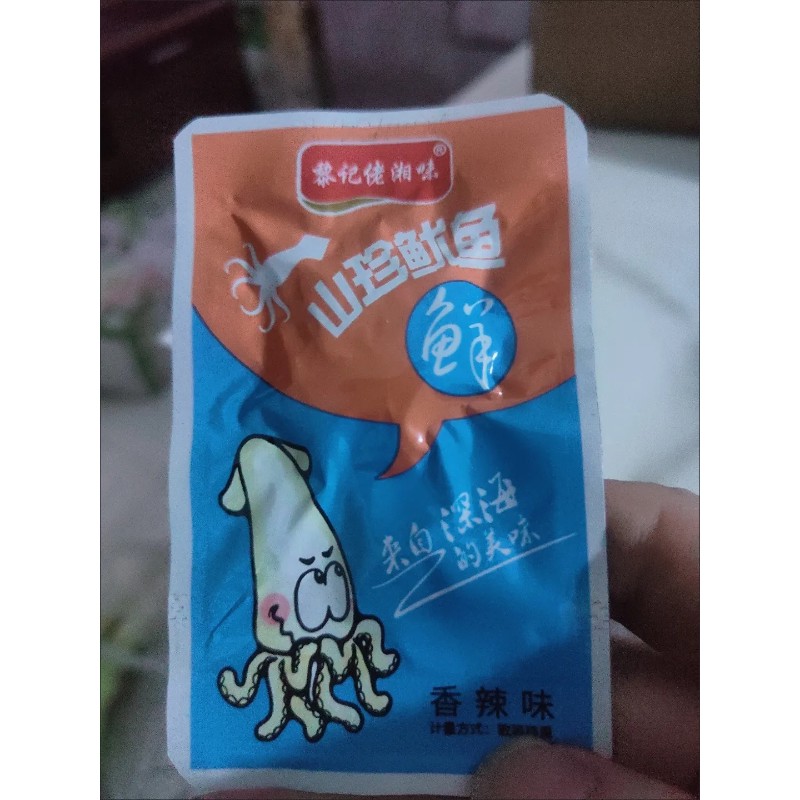 黎记佬湘味®
山珍鱿鱼
鲜
来自深海
的美味
香辣味
计量方式：